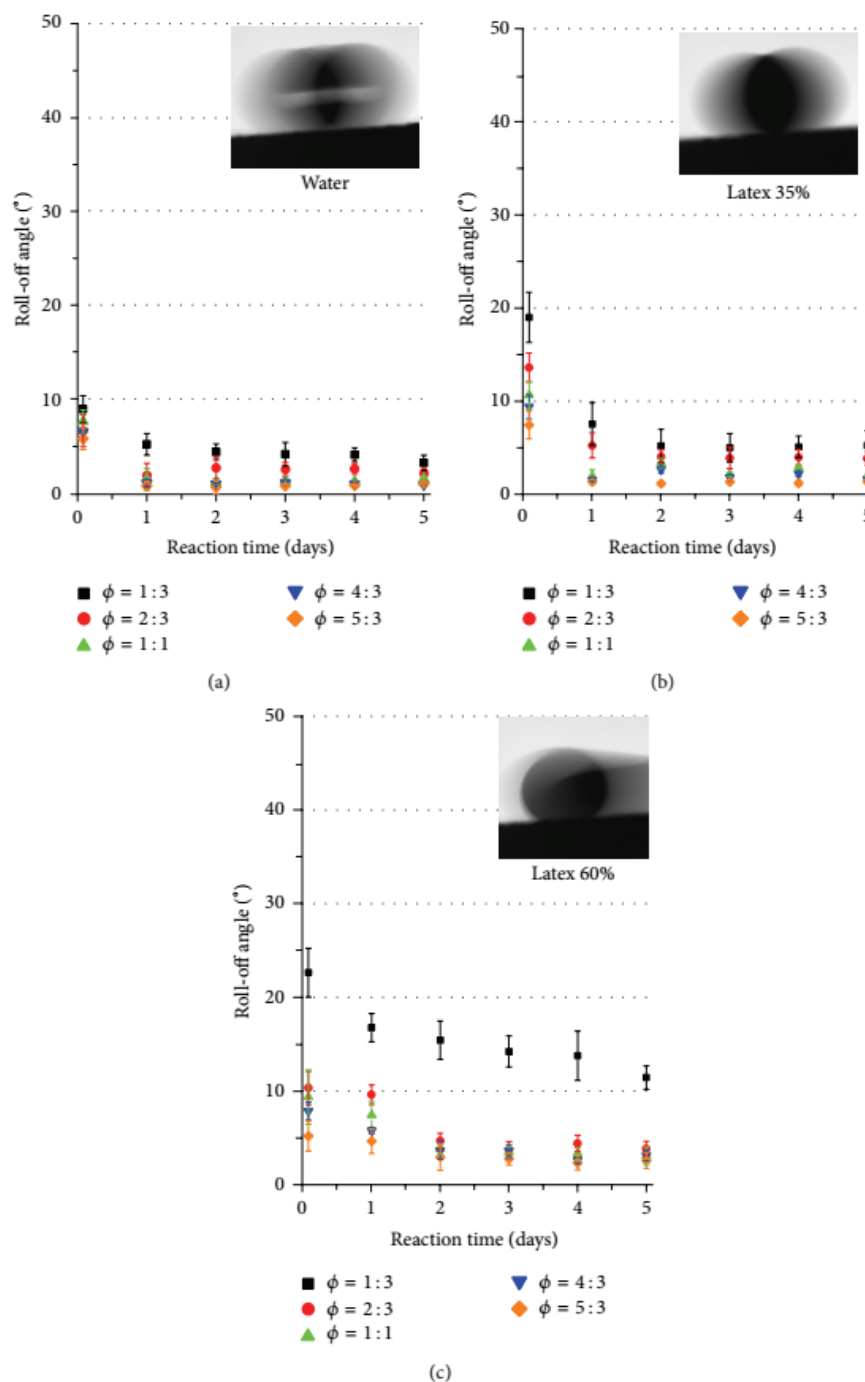 50
40
30
20
10
0
Roll-off angle (°)
Water
0 1 2 3 4 5
Reaction time (days)
ϕ = 1 : 3
ϕ = 2 : 3
ϕ = 1 : 1
ϕ = 4 : 3
ϕ = 5 : 3
(a)
50
40
30
20
10
0
Roll-off angle (°)
Latex 35%
0 1 2 3 4 5
Reaction time (days)
ϕ = 1 : 3
ϕ = 2 : 3
ϕ = 1 : 1
ϕ = 4 : 3
ϕ = 5 : 3
(b)
50
40
30
20
10
0
Roll-off angle (°)
Latex 60%
0 1 2 3 4 5
Reaction time (days)
ϕ = 1 : 3
ϕ = 2 : 3
ϕ = 1 : 1
ϕ = 4 : 3
ϕ = 5 : 3
(c)